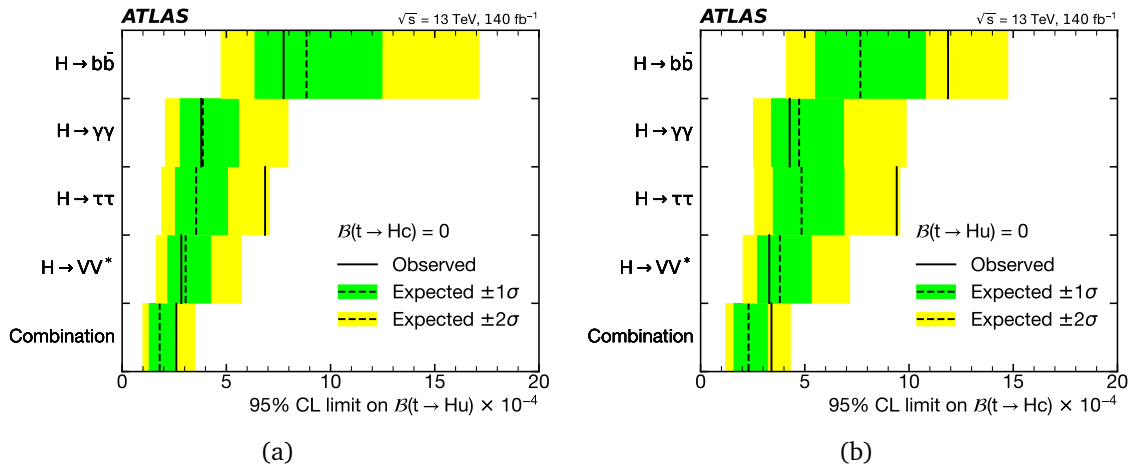 ATLAS
√s = 13 TeV, 140 fb⁻¹
H→bb̄
H→γγ
H→ττ
H→VV*
Combination
ℬ(t → Hc) = 0
Observed
Expected ±1σ
Expected ±2σ
0 5 10 15 20
95% CL limit on ℬ(t → Hu) × 10⁻⁴
(a)
ATLAS
√s = 13 TeV, 140 fb⁻¹
H→bb̄
H→γγ
H→ττ
H→VV*
Combination
ℬ(t → Hu) = 0
Observed
Expected ±1σ
Expected ±2σ
0 5 10 15 20
95% CL limit on ℬ(t → Hc) × 10⁻⁴
(b)